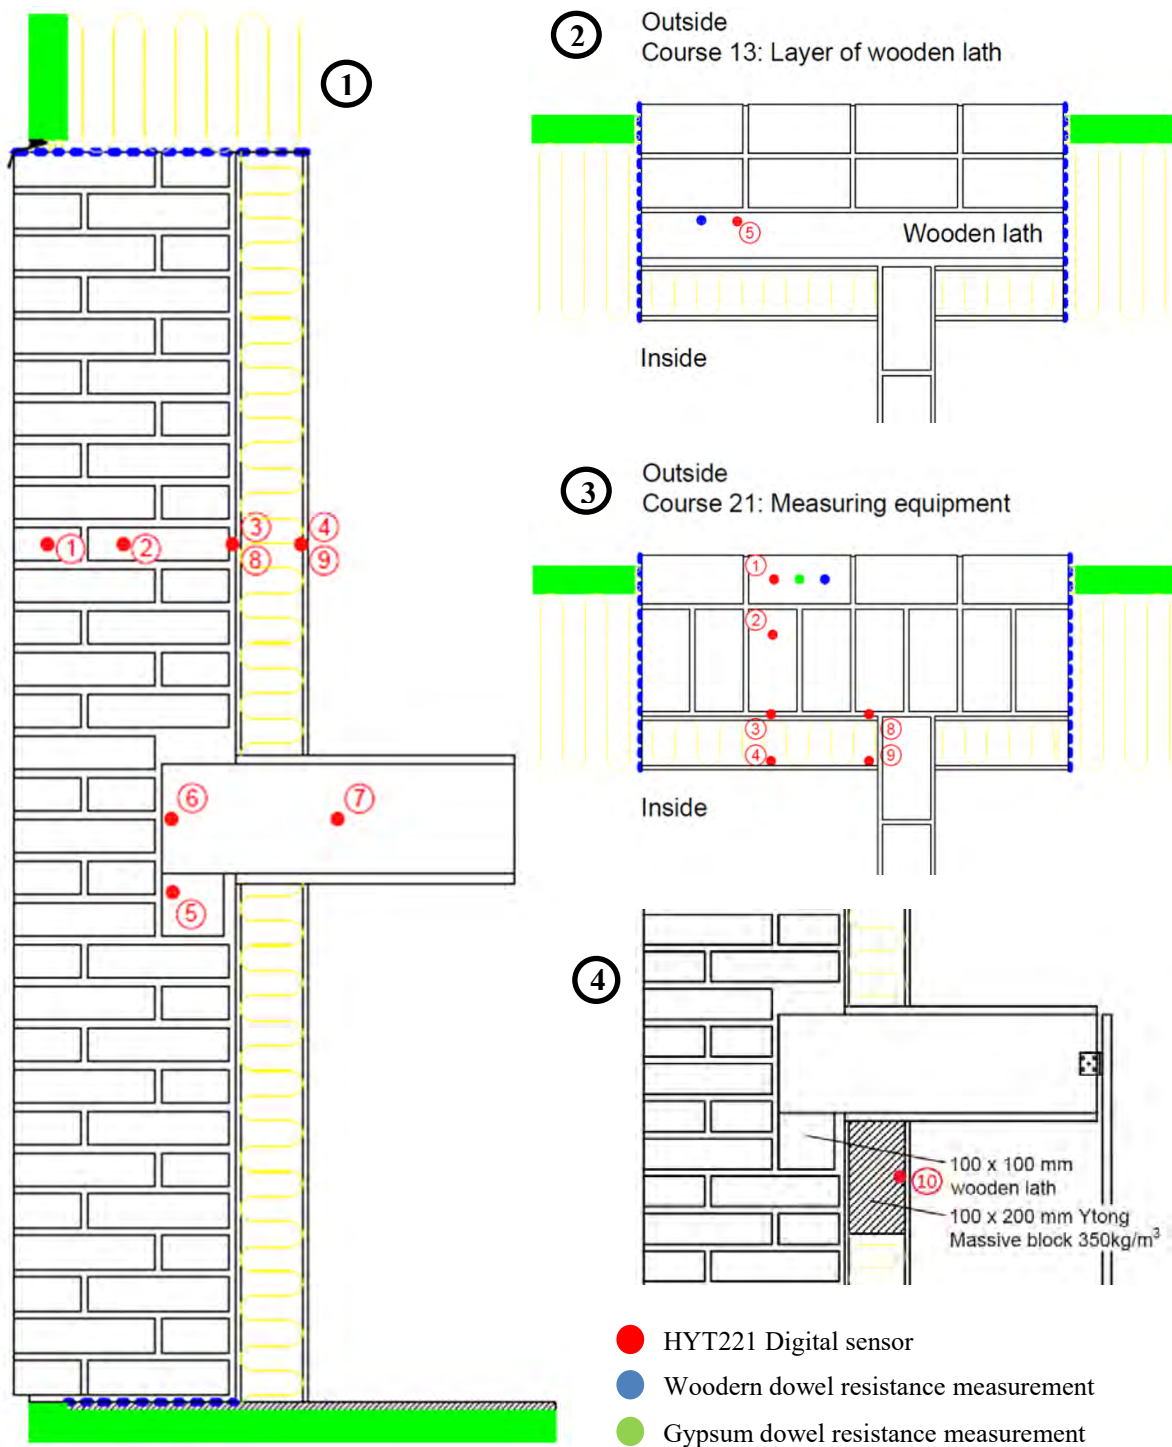 1
1
2
3
8
4
9
6
7
5
2
Outside
Course 13: Layer of wooden lath
5
Wooden lath
Inside
3
Outside
Course 21: Measuring equipment
1
2
3
8
4
9
Inside
4
100 x 100 mm
wooden lath
10
100 x 200 mm Ytong
Massive block 350kg/m³
HYT221 Digital sensor
Woodern dowel resistance measurement
Gypsum dowel resistance measurement